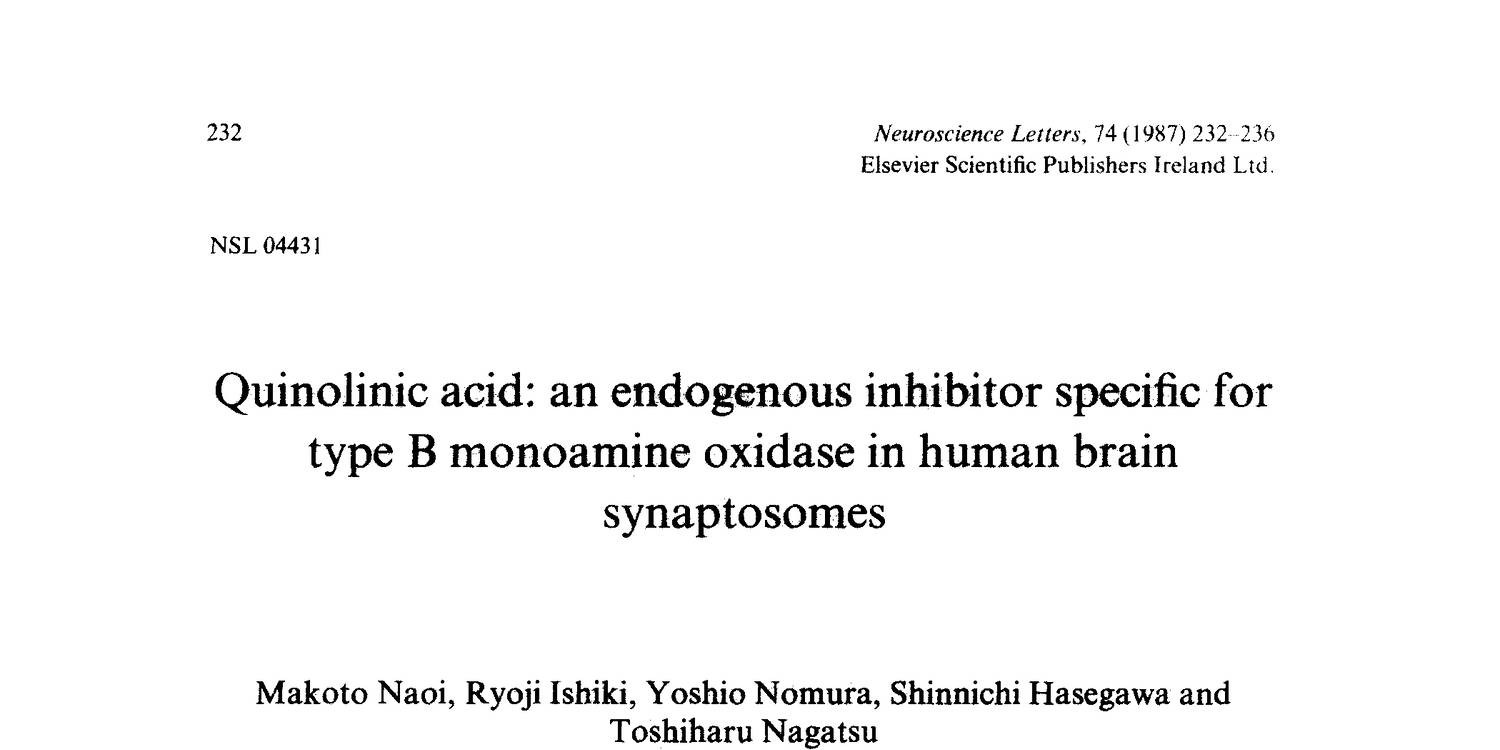 232
Neuroscience Letters, 74 (1987) 232–236
Elsevier Scientific Publishers Ireland Ltd.
NSL 04431
Quinolinic acid: an endogenous inhibitor specific for
type B monoamine oxidase in human brain
synaptosomes
Makoto Naoi, Ryoji Ishiki, Yoshio Nomura, Shinnichi Hasegawa and
Toshiharu Nagatsu